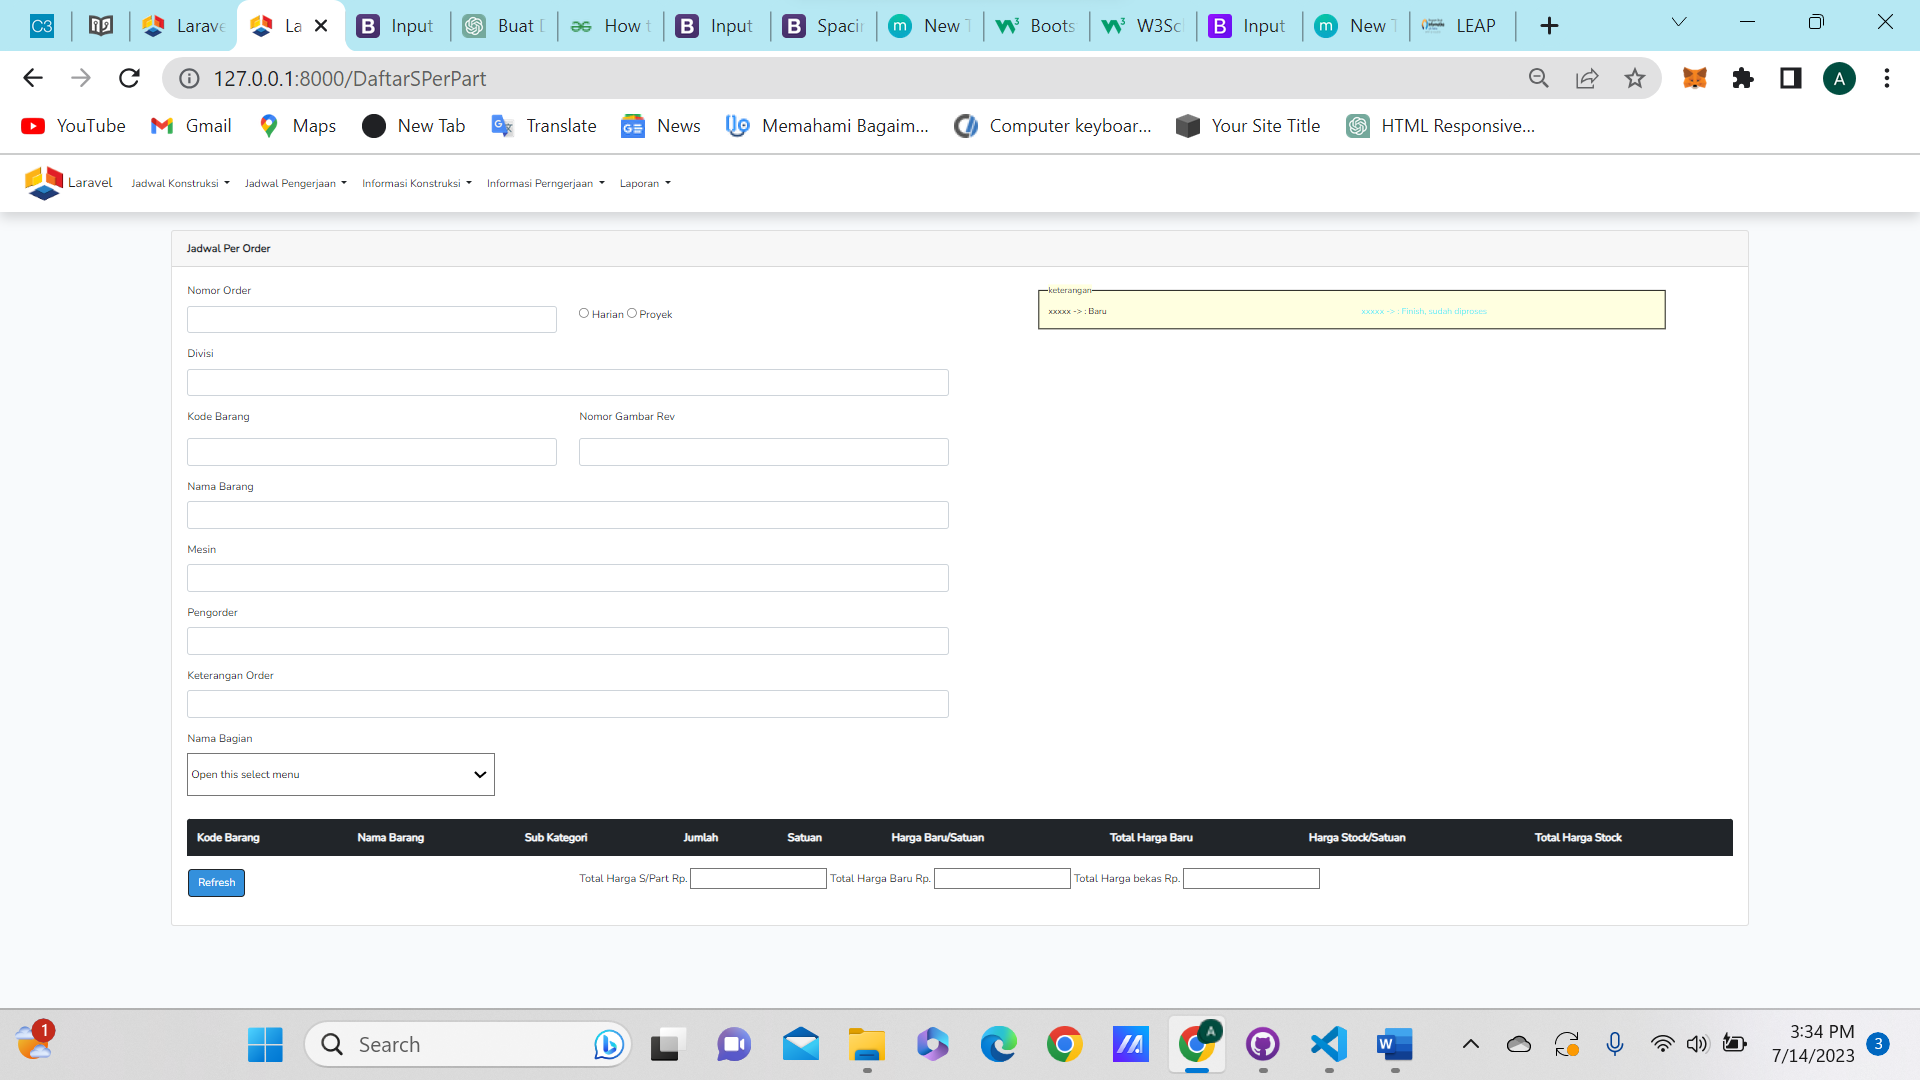 C3 Larave La Input Buat D How t Input Spacin New T Boots W3Scl Input New T LEAP
127.0.0.1:8000/DaftarSPerPart A
YouTube Gmail Maps New Tab Translate News Memahami Bagaim... Computer keyboar... Your Site Title HTML Responsive...
Laravel Jadwal Konstruksi Jadwal Pengerjaan Informasi Konstruksi Informasi Perngerjaan Laporan
Jadwal Per Order
Nomor Order
Harian Proyek
keterangan
xxxxx -> : Baru xxxxx -> : Finish, sudah diproses
Divisi
Kode Barang Nomor Gambar Rev
Nama Barang
Mesin
Pengorder
Keterangan Order
Nama Bagian
Open this select menu
Kode Barang Nama Barang Sub Kategori Jumlah Satuan Harga Baru/Satuan Total Harga Baru Harga Stock/Satuan Total Harga Stock
Refresh Total Harga S/Part Rp. Total Harga Baru Rp. Total Harga bekas Rp.
1 Search A 3:34 PM
7/14/2023 3